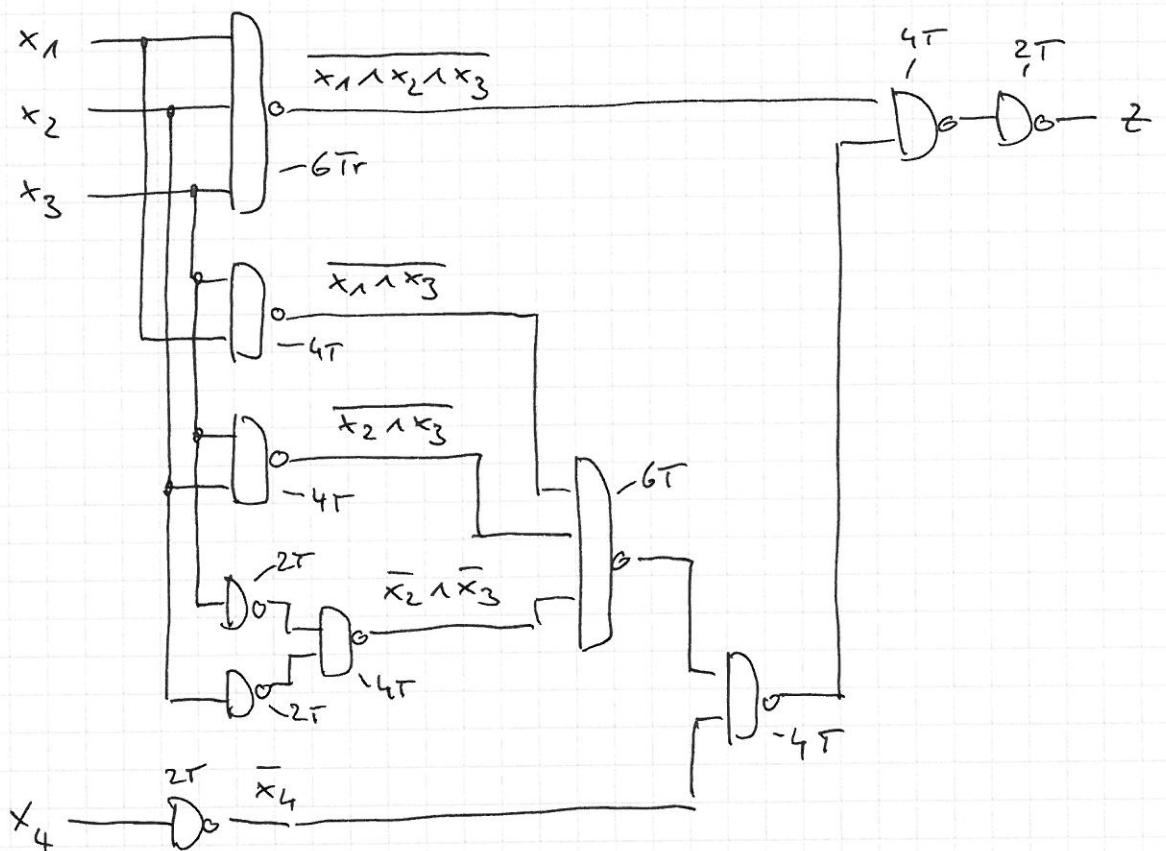 x1
x2
x3
x̅1 ∧ x2 ∧ x3
6Tr
4T
2T
z
x1 ∧ x3
4T
x2 ∧ x3
4T
6T
2T
x̅2 ∧ x̅3
4T
2T
4T
2T
x̅4
x4